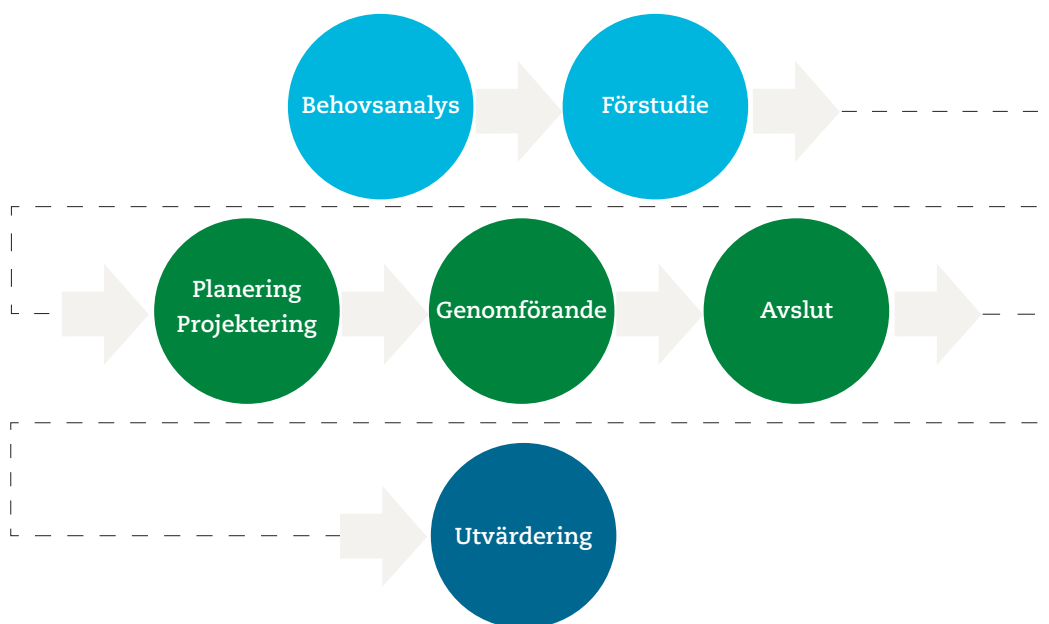 Behovsanalys
Förstudie
Planering
Projektering
Genomförande
Avslut
Utvärdering